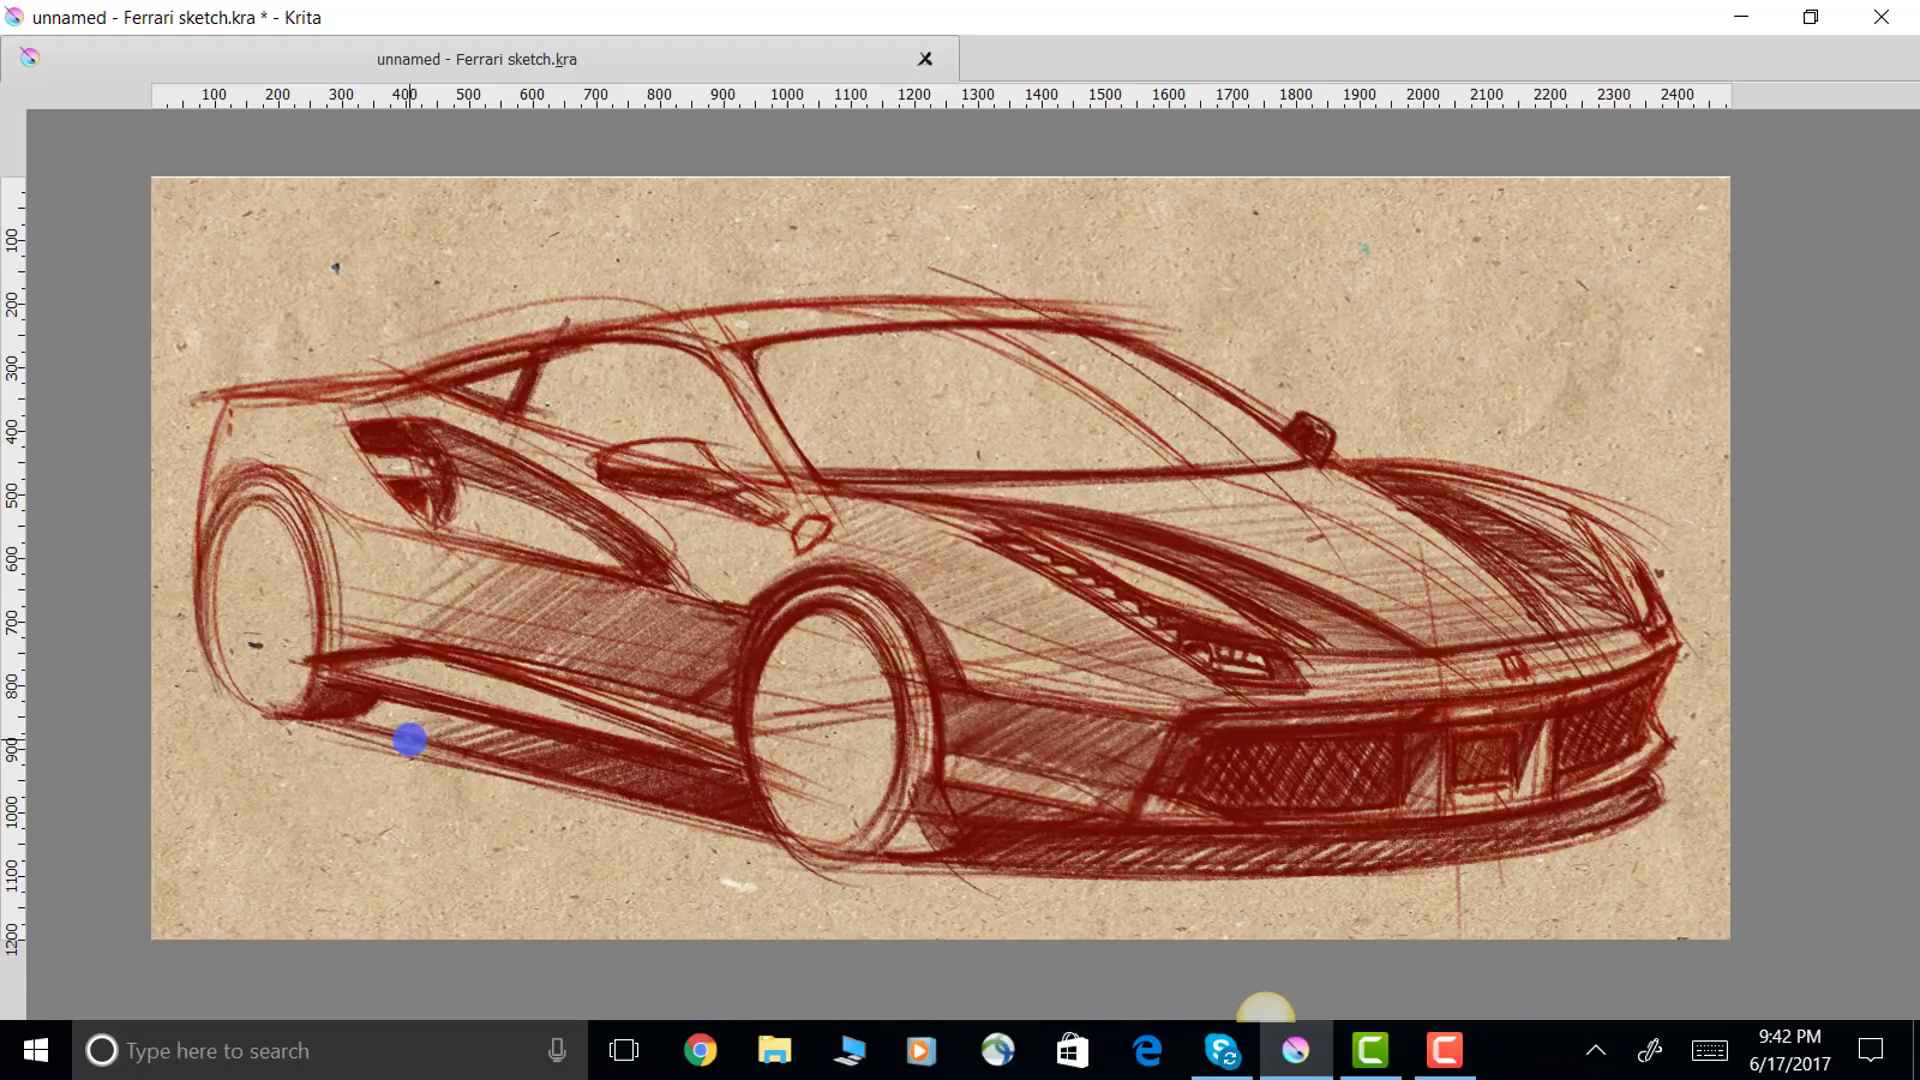 unnamed - Ferrari sketch.kra * - Krita
unnamed - Ferrari sketch.kra
100 200 300 400 500 600 700 800 900 1000 1100 1200 1300 1400 1500 1600 1700 1800 1900 2000 2100 2200 2300 2400
100
200
300
400
500
600
700
800
900
1000
1100
1200
Type here to search
9:42 PM
6/17/2017